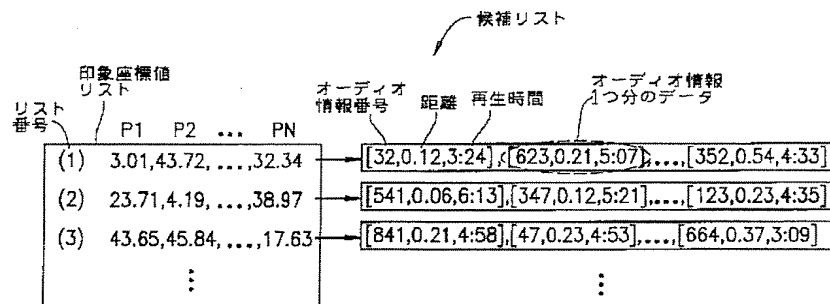 候補リスト
印象座標値
リスト
リスト
番号
オーディオ
情報番号
距離
再生時間
オーディオ情報
1つ分のデータ
P1 P2 ... PN
(1) 3.01,43.72, ...,32.34 [32,0.12,3:24],[623,0.21,5:07],...,[352,0.54,4:33]
(2) 23.71,4.19, ...,38.97 [541,0.06,6:13],[347,0.12,5:21],...,[123,0.23,4:35]
(3) 43.65,45.84, ...,17.63 [841,0.21,4:58],[47,0.23,4:53],...,[664,0.37,3:09]